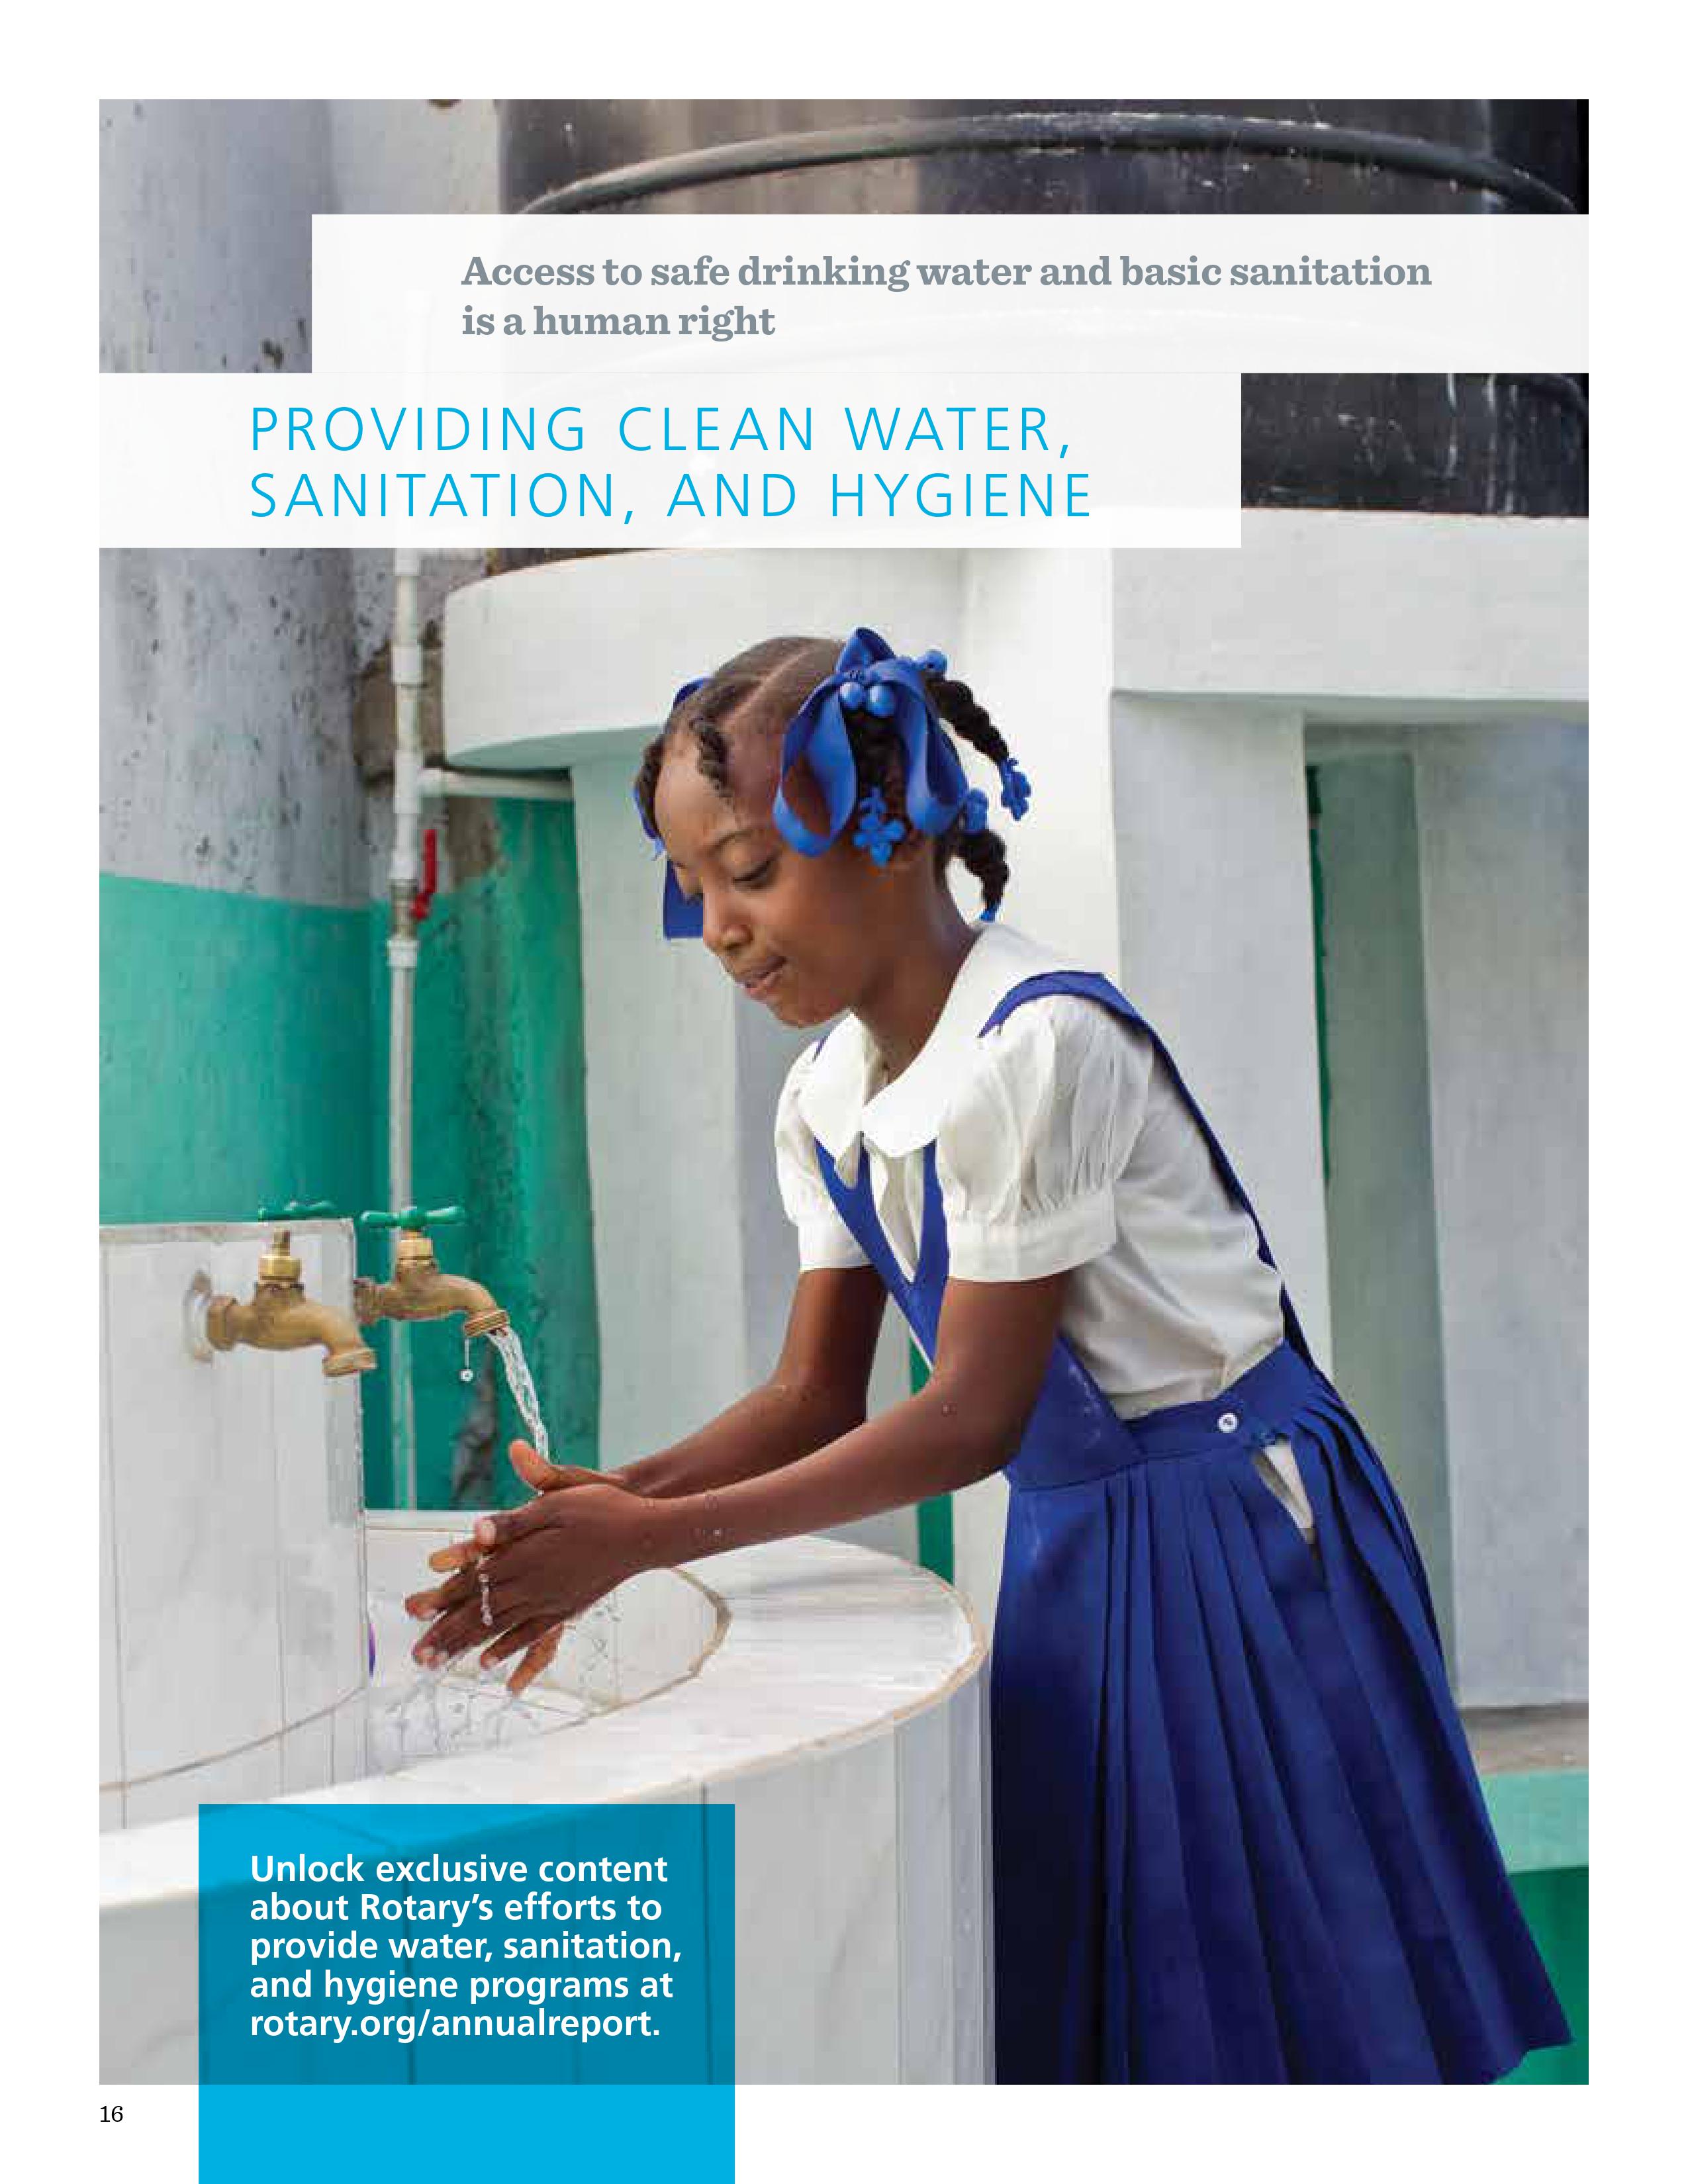 Access to safe drinking water and basic sanitation
is a human right
PROVIDING CLEAN WATER,
SANITATION, AND HYGIENE
Unlock exclusive content
about Rotary’s efforts to
provide water, sanitation,
and hygiene programs at
rotary.org/annualreport.
16